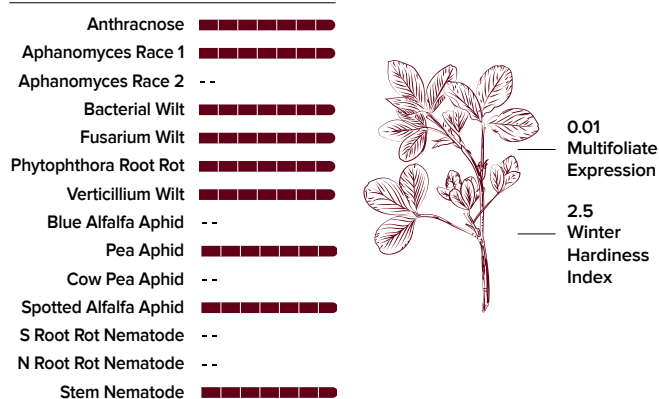 Anthracnose
Aphanomyces Race 1
Aphanomyces Race 2 --
Bacterial Wilt
Fusarium Wilt
Phytophthora Root Rot
Verticillium Wilt
Blue Alfalfa Aphid --
Pea Aphid
Cow Pea Aphid --
Spotted Alfalfa Aphid
S Root Rot Nematode --
N Root Rot Nematode --
Stem Nematode
0.01
Multifoliate
Expression
2.5
Winter
Hardiness
Index